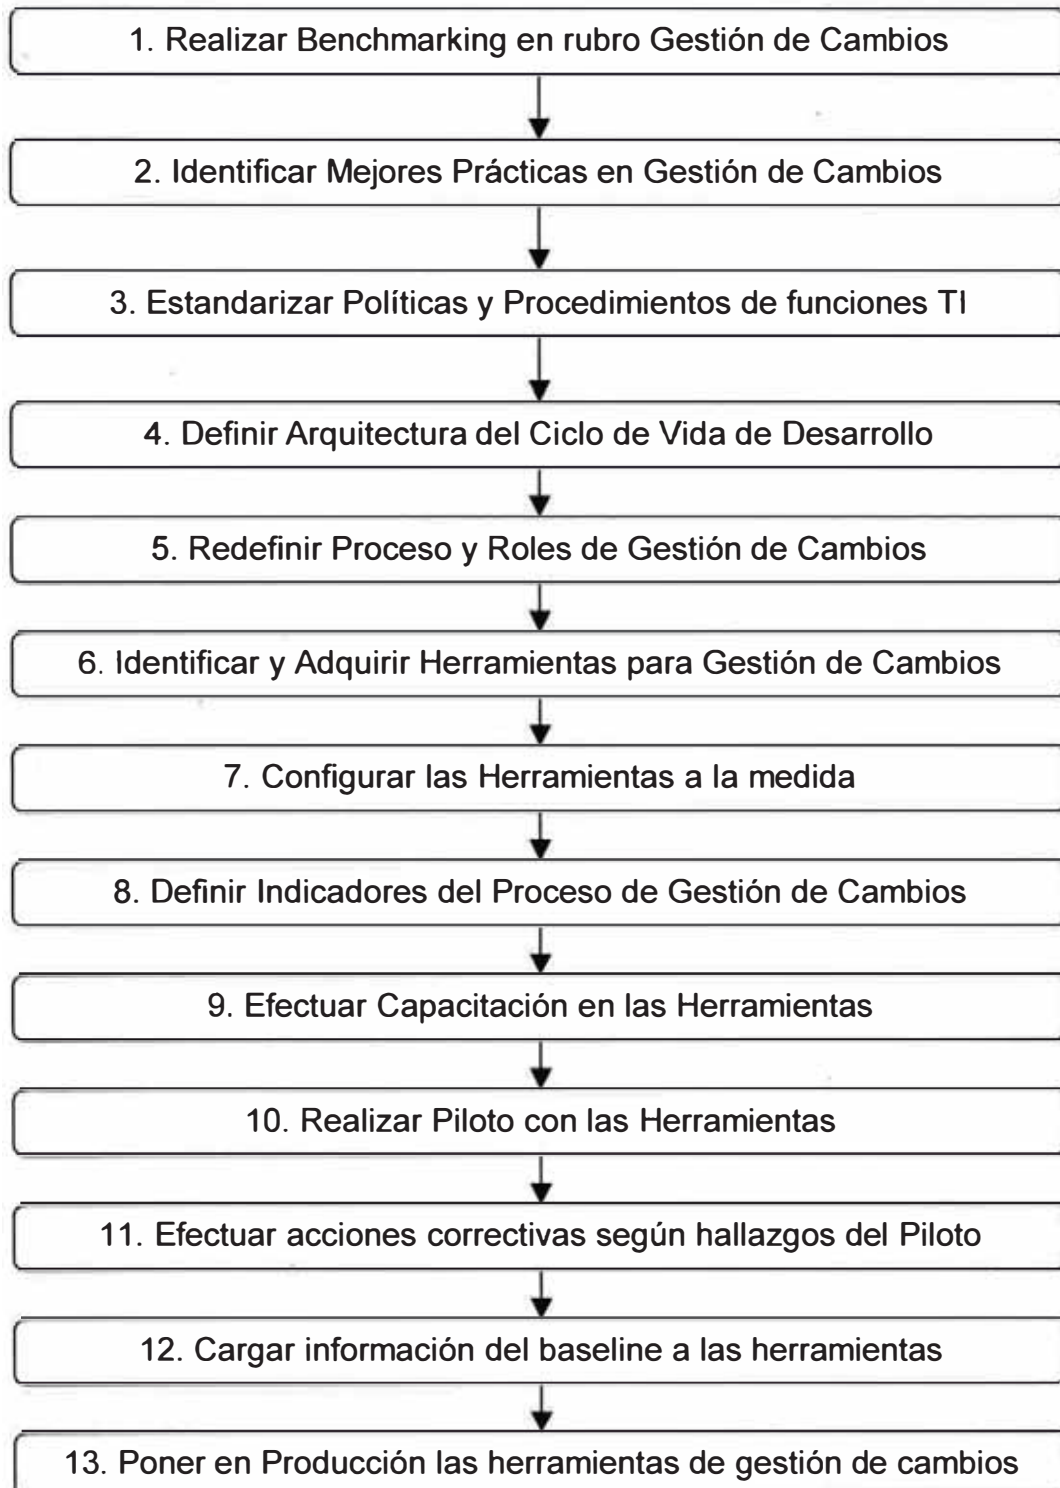 1. Realizar Benchmarking en rubro Gestión de Cambios
2. Identificar Mejores Prácticas en Gestión de Cambios
3. Estandarizar Políticas y Procedimientos de funciones TI
4. Definir Arquitectura del Ciclo de Vida de Desarrollo
5. Redefinir Proceso y Roles de Gestión de Cambios
6. Identificar y Adquirir Herramientas para Gestión de Cambios
7. Configurar las Herramientas a la medida
8. Definir Indicadores del Proceso de Gestión de Cambios
9. Efectuar Capacitación en las Herramientas
10. Realizar Piloto con las Herramientas
11. Efectuar acciones correctivas según hallazgos del Piloto
12. Cargar información del baseline a las herramientas
13. Poner en Producción las herramientas de gestión de cambios